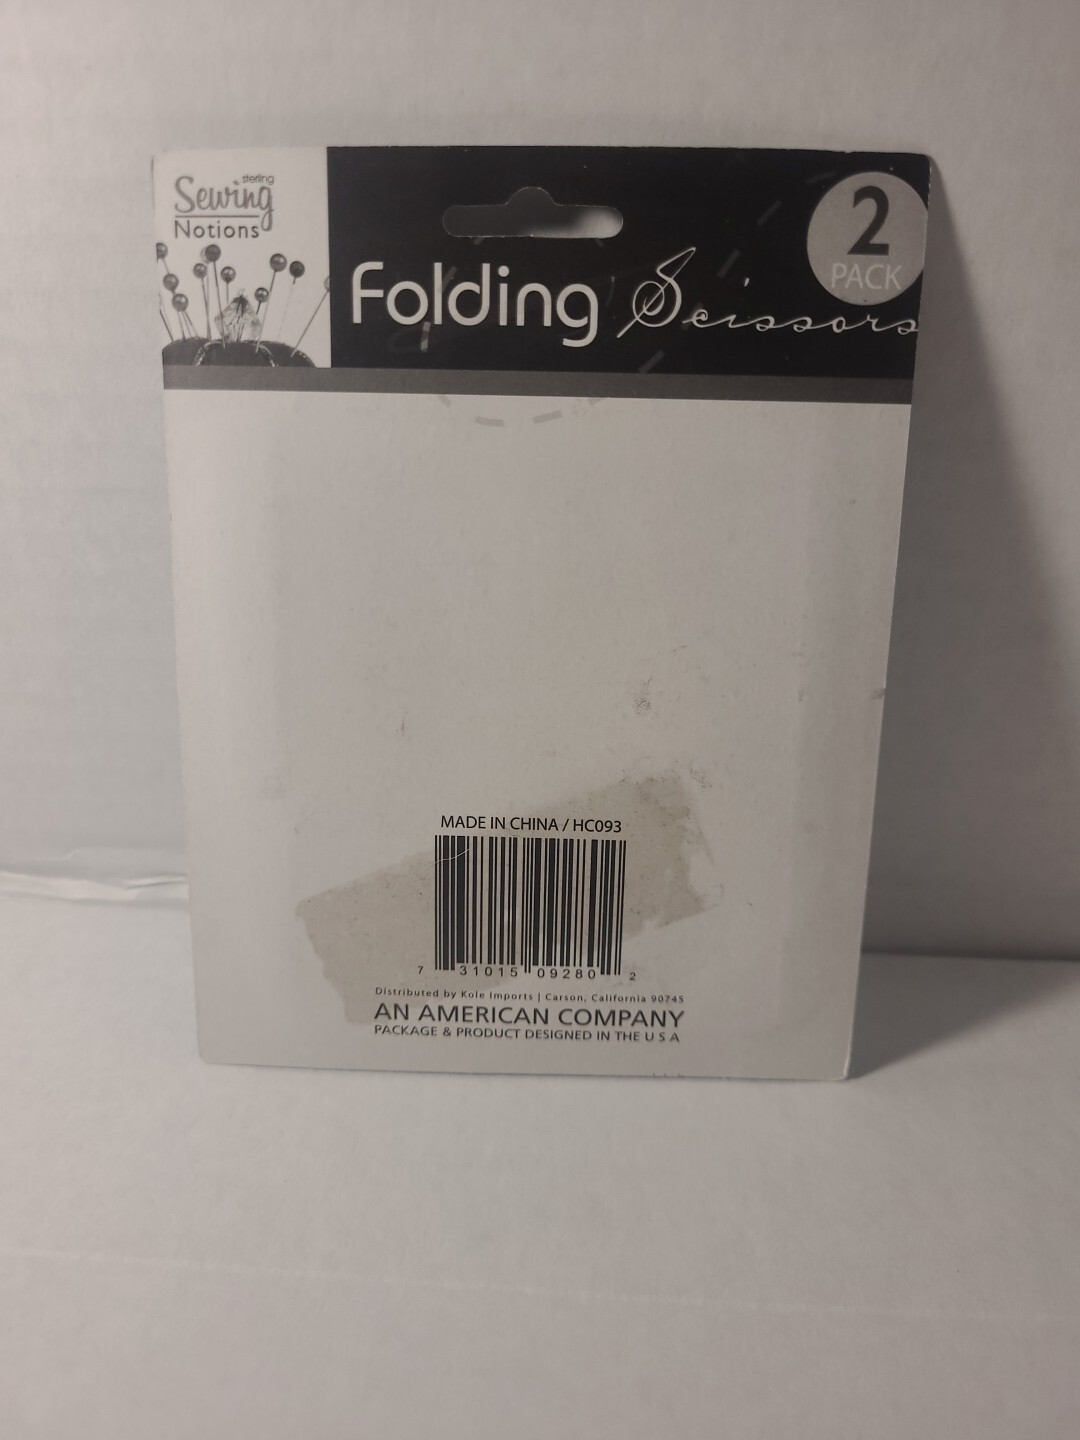 sterling
Sewing
Notions
Folding Scissors
2
PACK
MADE IN CHINA / HC093
7 31015 09280 2
Distributed by Kole Imports | Carson, California 90745
AN AMERICAN COMPANY
PACKAGE & PRODUCT DESIGNED IN THE U S A